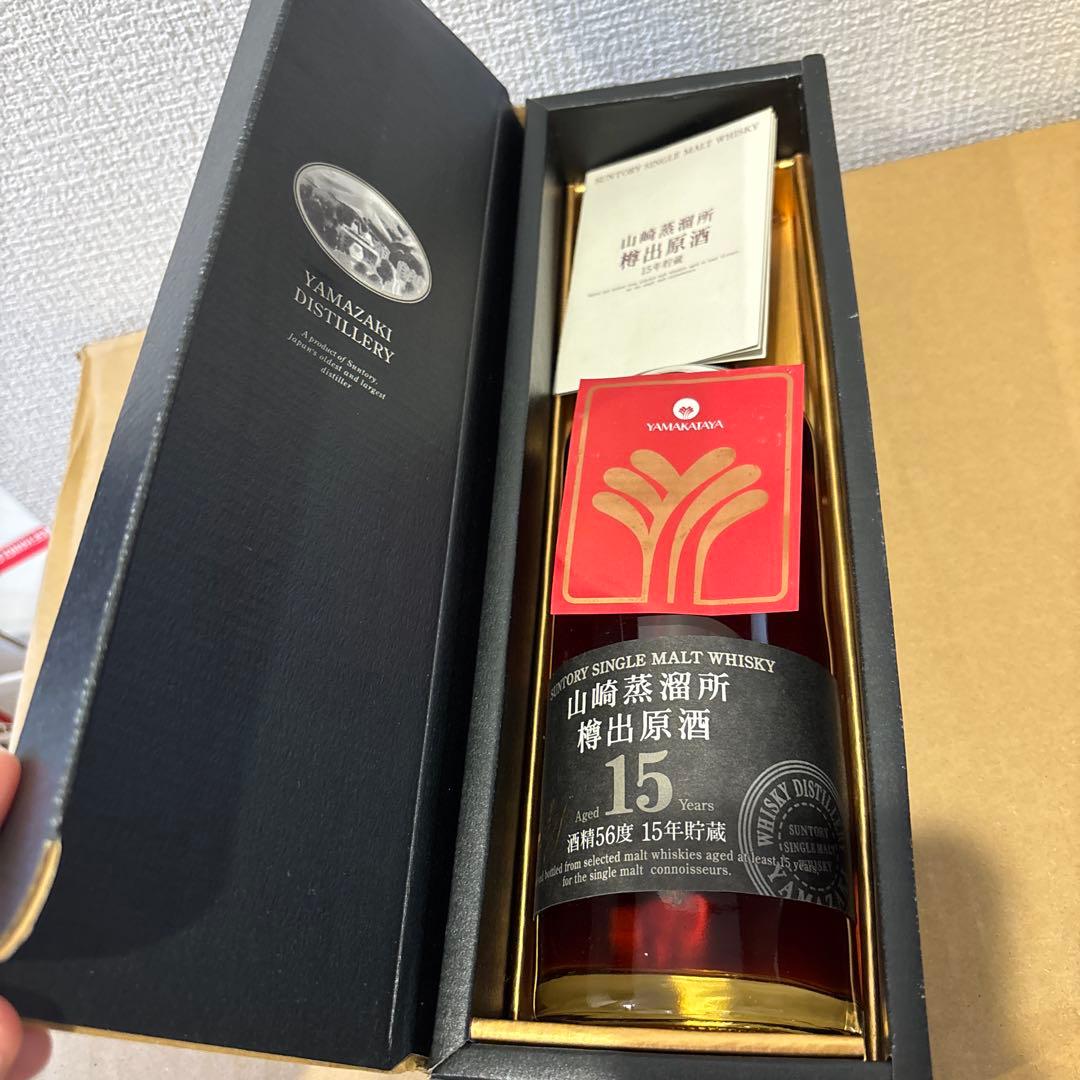 YAMAZAKI
DISTILLERY
A product of Suntory,
Japan's oldest and largest
distiller
SUNTORY SINGLE MALT WHISKY
山崎蒸溜所
樽出原酒
15年貯蔵
YAMAKATAYA
SUNTORY SINGLE MALT WHISKY
山崎蒸溜所
樽出原酒
Aged 15 Years
酒精56度 15年貯蔵
bottled from selected malt whiskies aged at least 15 years
for the single malt connoisseurs.
WHISKY DISTILLE
SUNTORY
SINGLE MALT
WHISKY
YAMAZA